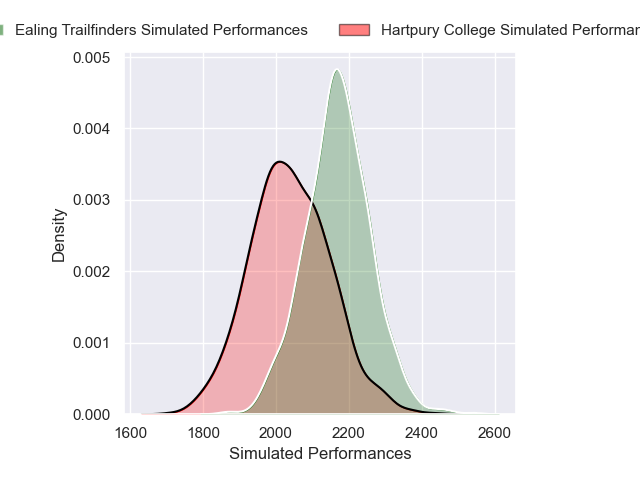 Ealing Trailfinders Simulated Performances Hartpury College Simulated
0.005
0.004
0.003
0.002
0.001
0.000
Density
1600 1800 2000 2200 2400 2600
Simulated Performances